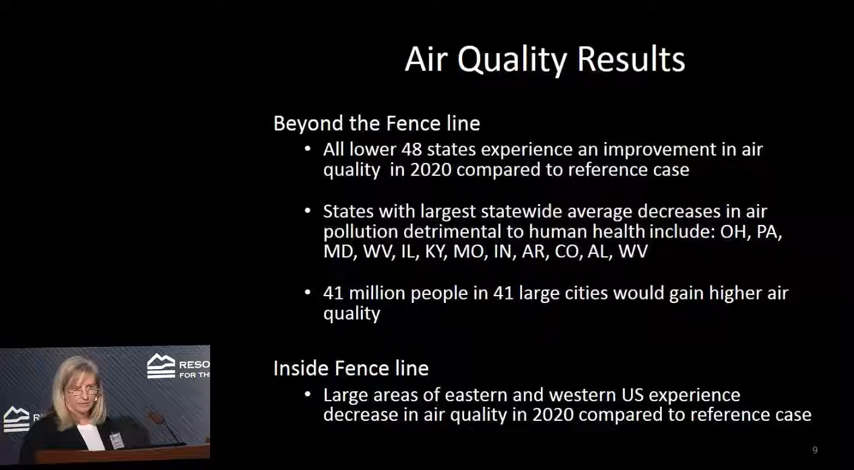 Air Quality Results
Beyond the Fence line
• All lower 48 states experience an improvement in air
quality in 2020 compared to reference case
• States with largest statewide average decreases in air
pollution detrimental to human health include: OH, PA,
MD, WV, IL, KY, MO, IN, AR, CO, AL, WV
• 41 million people in 41 large cities would gain higher air
quality
Inside Fence line
• Large areas of eastern and western US experience
decrease in air quality in 2020 compared to reference case
9
RESO
FOR TH
R